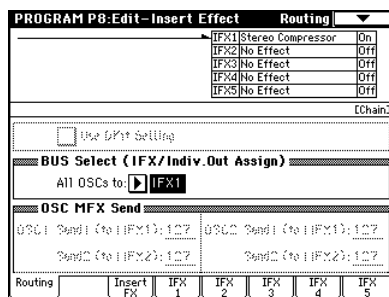 PROGRAM P8:Edit-Insert Effect Routing
IFX1 Stereo Compressor On
IFX2 No Effect Off
IFX3 No Effect Off
IFX4 No Effect Off
IFX5 No Effect Off
[Chain]
Use DKit Setting
BUS Select (IFX/Indiv.Out Assign)
All OSCs to: IFX1
OSC MFX Send
OSC1 Send1 (to MFX1): 127 OSC2 Send1 (to MFX1): 127
Send2 (to MFX2): 127 Send2 (to MFX2): 127
Routing Insert FX IFX 1 IFX 2 IFX 3 IFX 4 IFX 5